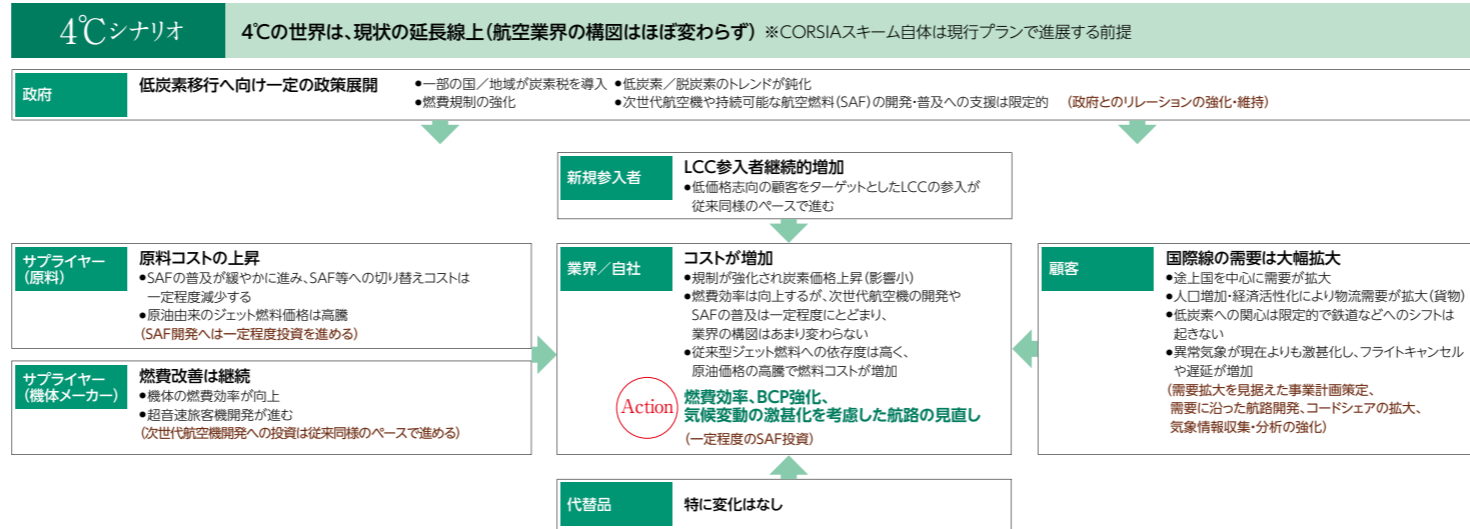 4℃シナリオ
4℃の世界は、現状の延長線上（航空業界の構図はほぼ変わらず） ※CORSIAスキーム自体は現行プランで進展する前提
政府
低炭素移行へ向け一定の政策展開
●一部の国／地域が炭素税を導入 ●低炭素／脱炭素のトレンドが鈍化
●燃費規制の強化 ●次世代航空機や持続可能な航空燃料（SAF）の開発・普及への支援は限定的 （政府とのリレーションの強化・維持）
新規参入者
LCC参入者継続的増加
●低価格志向の顧客をターゲットとしたLCCの参入が
従来同様のペースで進む
サプライヤー
（原料）
原料コストの上昇
●SAFの普及が緩やかに進み、SAF等への切り替えコストは
一定程度減少する
●原油由来のジェット燃料価格は高騰
（SAF開発へは一定程度投資を進める）
サプライヤー
（機体メーカー）
燃費改善は継続
●機体の燃費効率が向上
●超音速旅客機開発が進む
（次世代航空機開発への投資は従来同様のペースで進める）
業界／自社
コストが増加
●規制が強化され炭素価格上昇（影響小）
●燃費効率は向上するが、次世代航空機の開発や
SAFの普及は一定程度にとどまり、
業界の構図はあまり変わらない
●従来型ジェット燃料への依存度は高く、
原油価格の高騰で燃料コストが増加
Action
燃費効率、BCP強化、
気候変動の激甚化を考慮した航路の見直し
（一定程度のSAF投資）
顧客
国際線の需要は大幅拡大
●途上国を中心に需要が拡大
●人口増加・経済活性化により物流需要が拡大（貨物）
●低炭素への関心は限定的で鉄道などへのシフトは
起きない
●異常気象が現在よりも激甚化し、フライトキャンセル
や遅延が増加
（需要拡大を見据えた事業計画策定、
需要に沿った航路開発、コードシェアの拡大、
気象情報収集・分析の強化）
代替品
特に変化はなし